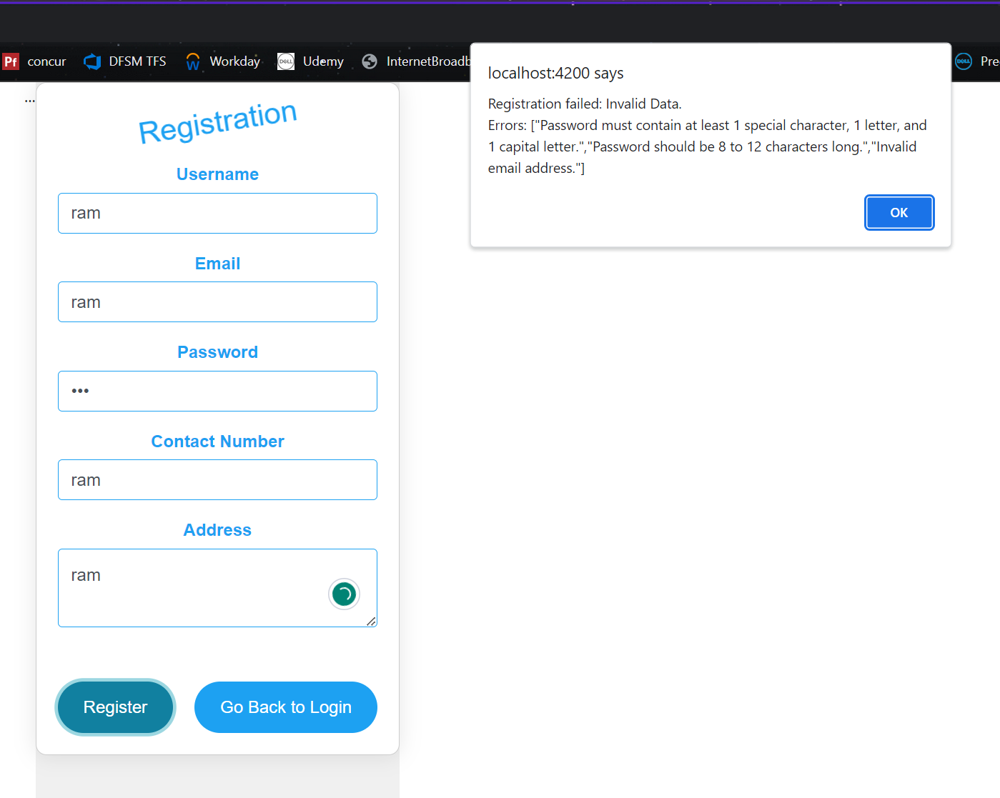 Pf concur DFSM TFS Workday DELL Udemy InternetBroadb DELL Pre
localhost:4200 says
Registration failed: Invalid Data.
Errors: ["Password must contain at least 1 special character, 1 letter, and
1 capital letter.","Password should be 8 to 12 characters long.","Invalid
email address."]
OK
...
Registration
Username
ram
Email
ram
Password
•••
Contact Number
ram
Address
ram
Register Go Back to Login